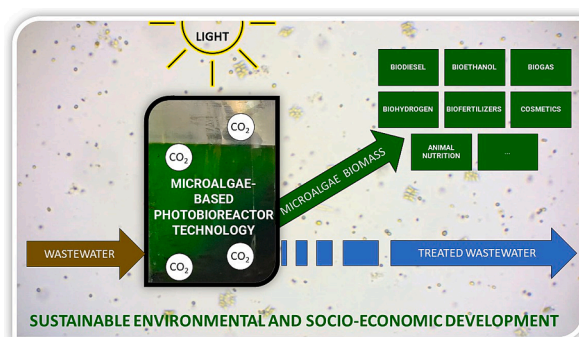 LIGHT
BIODIESEL
BIOETHANOL
BIOGAS
BIOHYDROGEN
BIOFERTILIZERS
COSMETICS
ANIMAL
NUTRITION
...
CO2
CO2
MICROALGAE-
BASED
PHOTOBIOREACTOR
TECHNOLOGY
CO2
CO2
MICROALGAE BIOMASS
WASTEWATER
TREATED WASTEWATER
SUSTAINABLE ENVIRONMENTAL AND SOCIO-ECONOMIC DEVELOPMENT